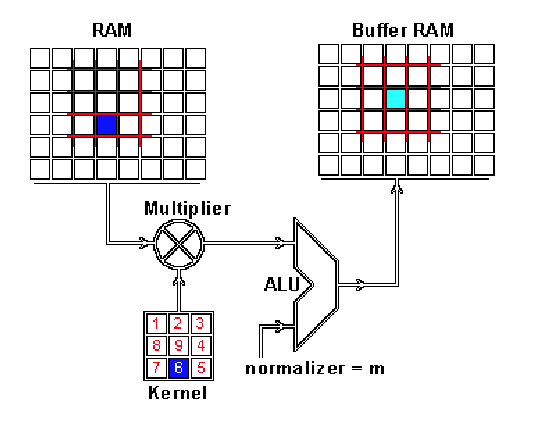 RAM
Buffer RAM
Multiplier
ALU
1 2 3
8 9 4
7 6 5
normalizer = m
Kernel